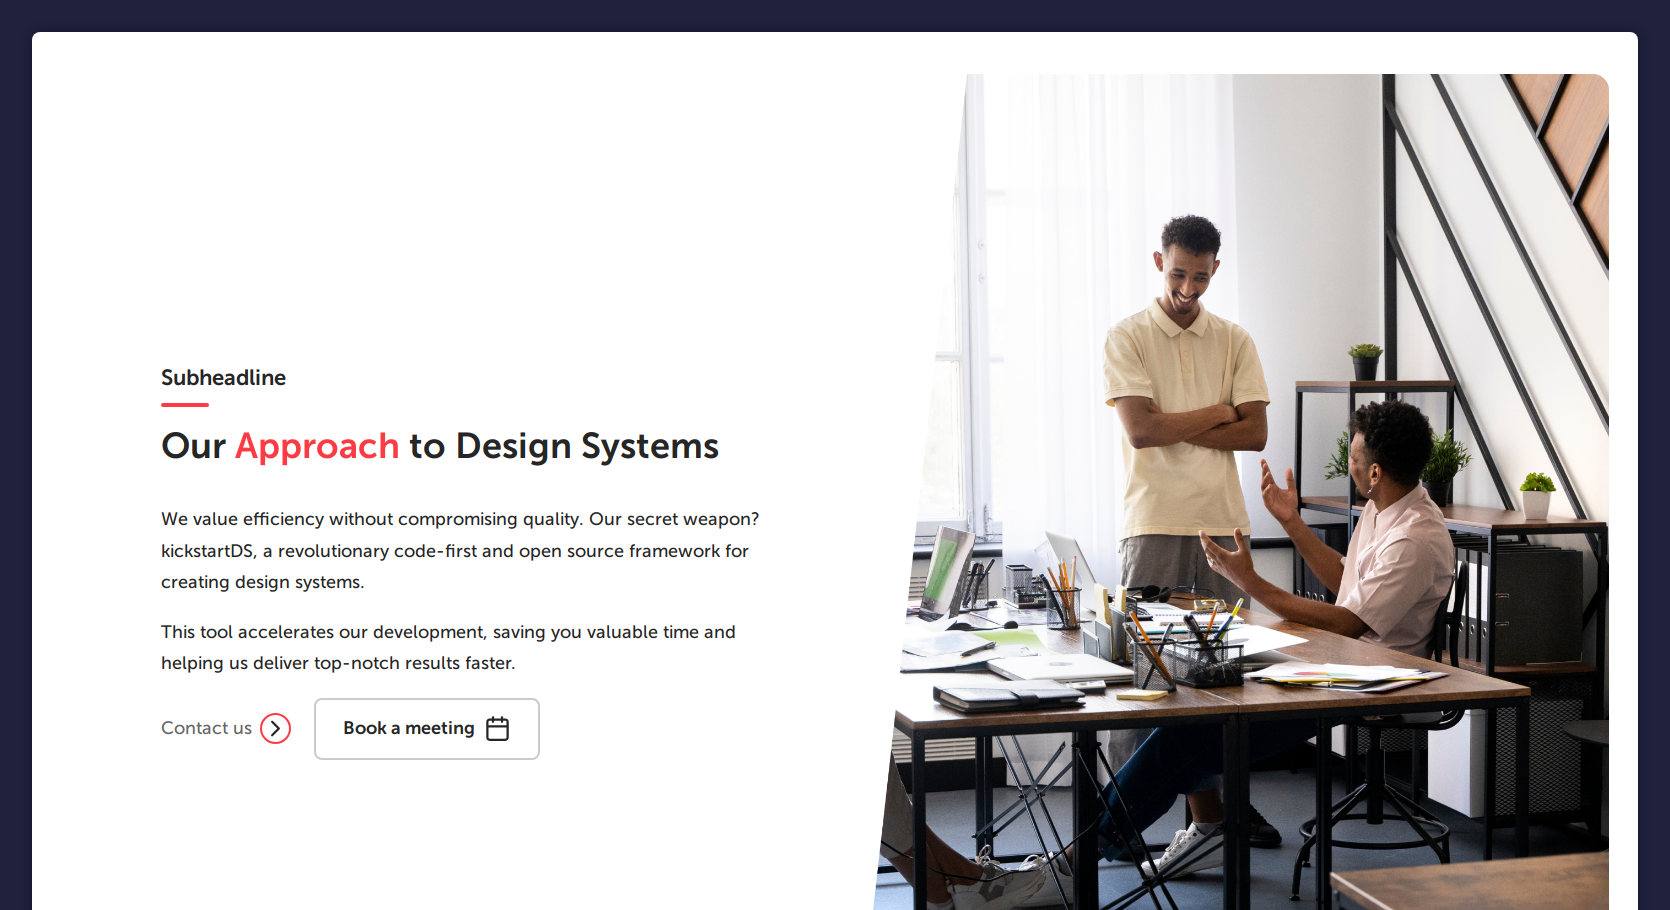 Subheadline
Our Approach to Design Systems
We value efficiency without compromising quality. Our secret weapon?
kickstartDS, a revolutionary code-first and open source framework for
creating design systems.
This tool accelerates our development, saving you valuable time and
helping us deliver top-notch results faster.
Contact us
Book a meeting